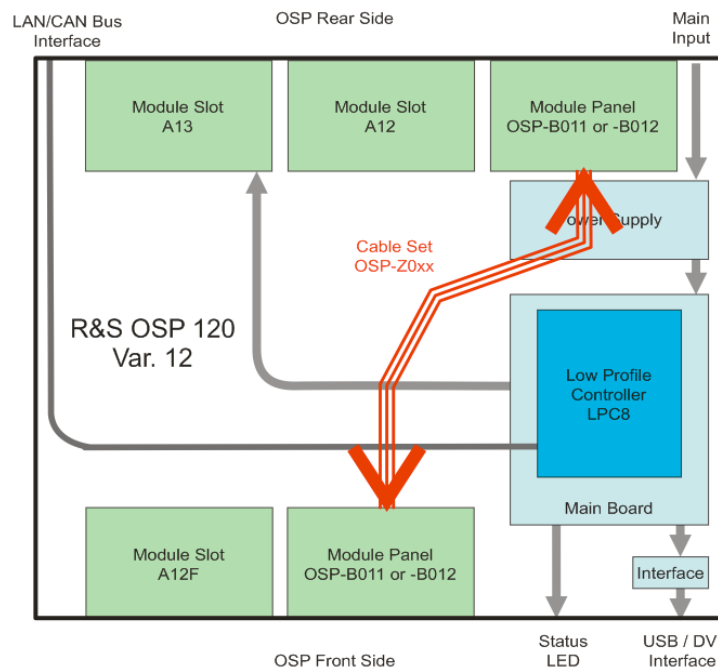 LAN/CAN Bus
Interface
OSP Rear Side
Main
Input
Module Slot
A13
Module Slot
A12
Module Panel
OSP-B011 or -B012
Power Supply
Cable Set
OSP-Z0xx
R&S OSP 120
Var. 12
Low Profile
Controller
LPC8
Main Board
Module Slot
A12F
Module Panel
OSP-B011 or -B012
Interface
OSP Front Side
Status
LED
USB / DV
Interface